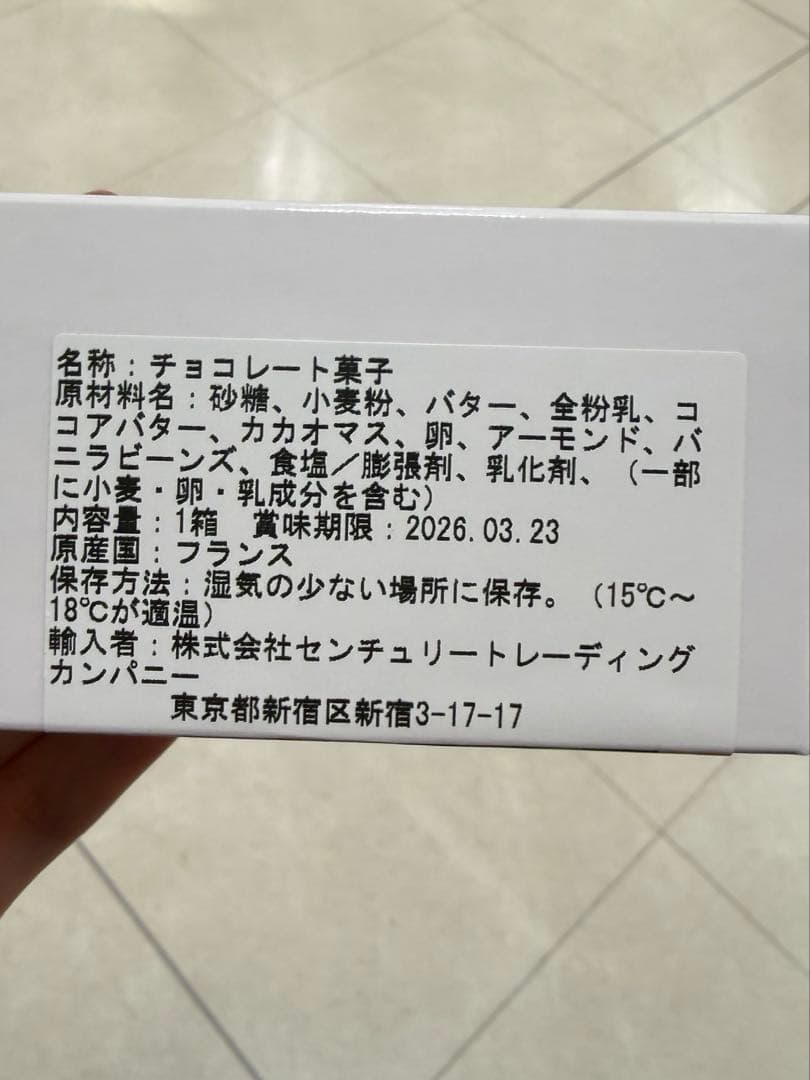 名称：チョコレート菓子
原材料名：砂糖、小麦粉、バター、全粉乳、コ
コアバター、カカオマス、卵、アーモンド、バ
ニラビーンズ、食塩／膨張剤、乳化剤、（一部
に小麦・卵・乳成分を含む）
内容量：1箱　賞味期限：2026.03.23
原産国：フランス
保存方法：湿気の少ない場所に保存。（15℃～
18℃が適温）
輸入者：株式会社センチュリートレーディング
カンパニー
東京都新宿区新宿3-17-17